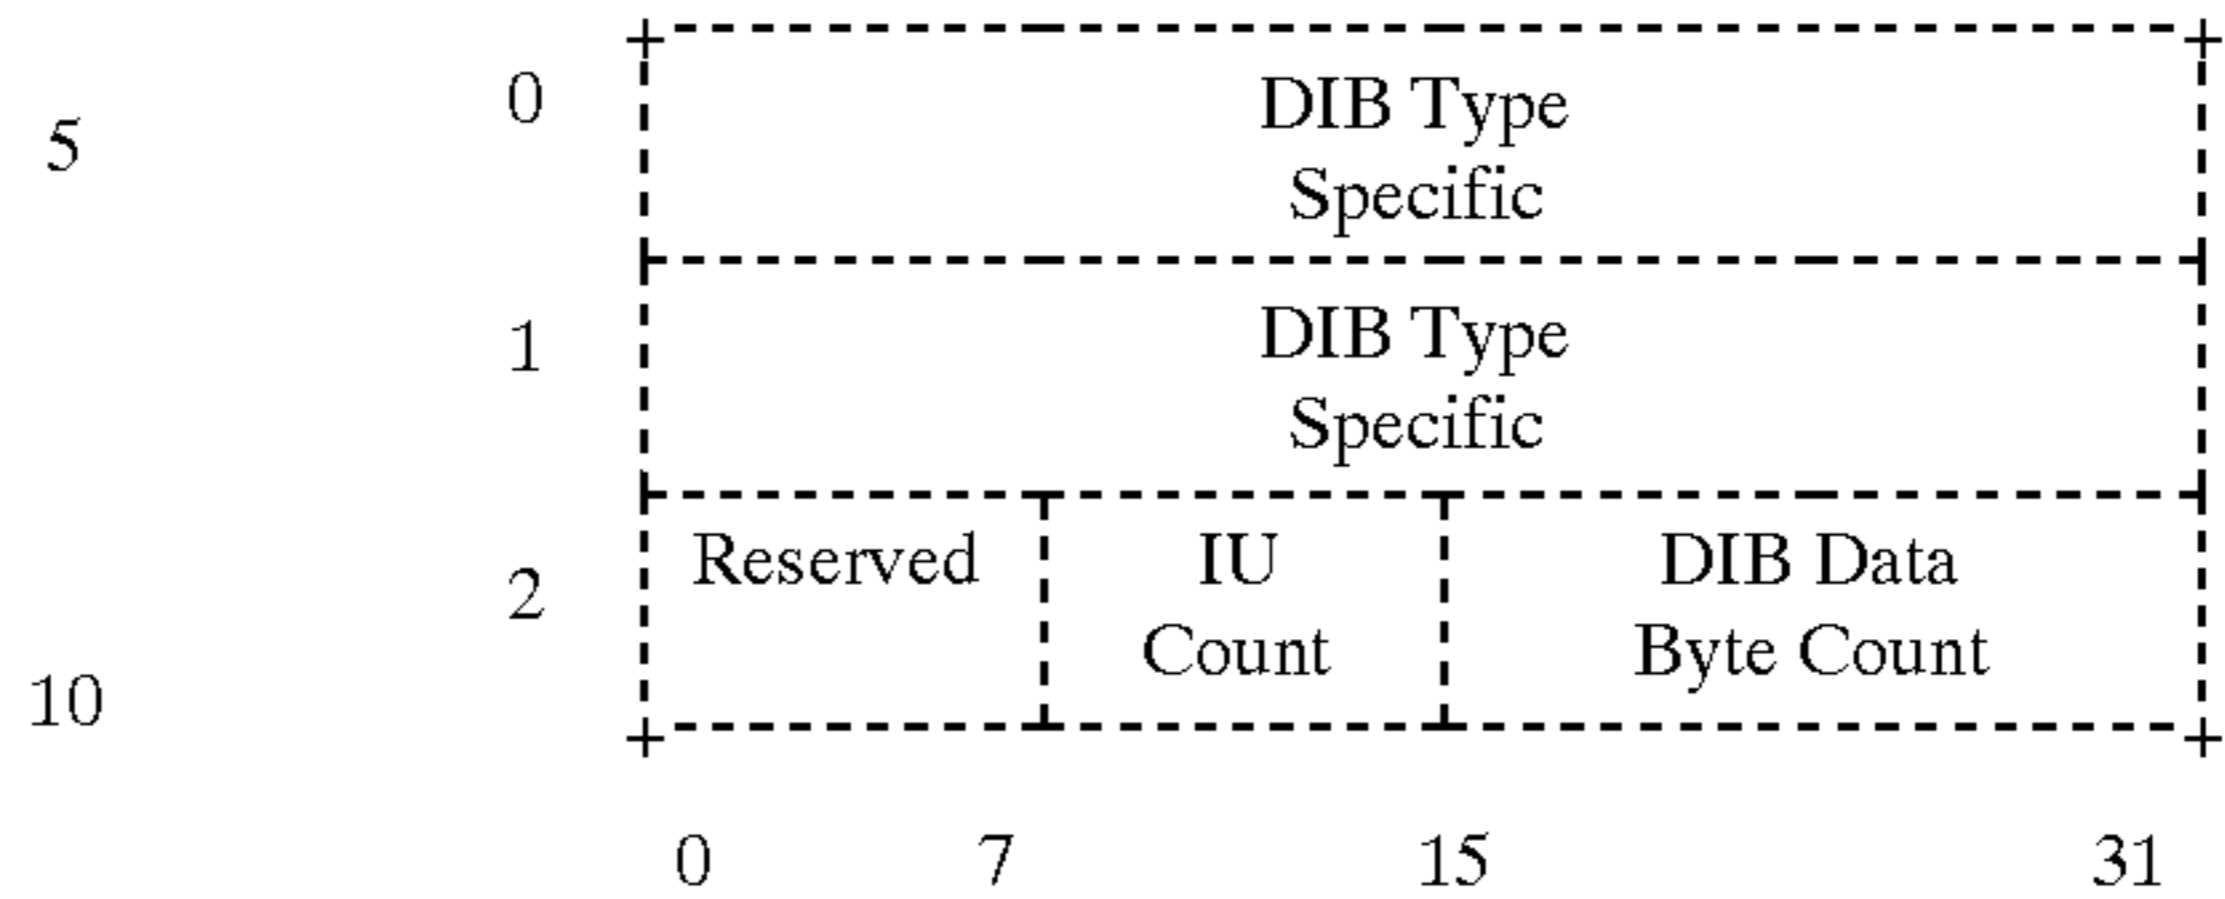 0 DIB Type
5
Specific
1 DIB Type
Specific
Reserved IU DIB Data
2
Count Byte Count
10
0 7 15 31